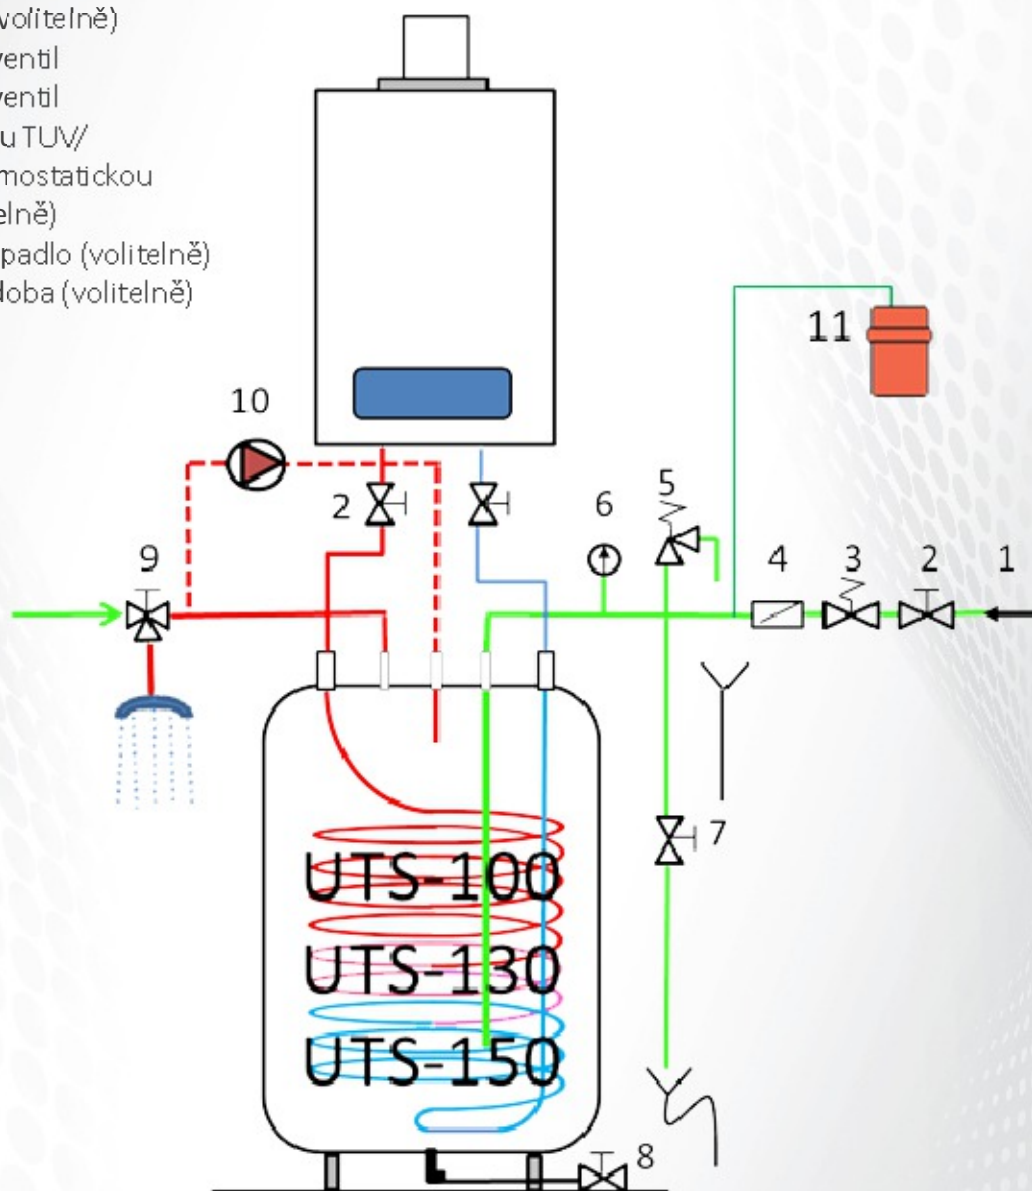 volitelně)
ventil
ventil
u TUV/
mostatickou
elně)
padlo (volitelně)
doba (volitelně)
11
10
2
6
5
9
4
3
2
1
7
UTS-100
UTS-130
UTS-150
8